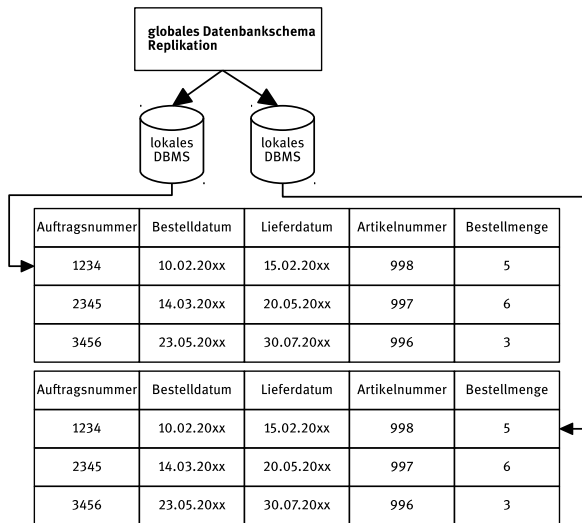 globales Datenbankschema
Replikation
lokales
DBMS
lokales
DBMS
Auftragsnummer Bestelldatum Lieferdatum Artikelnummer Bestellmenge
1234 10.02.20xx 15.02.20xx 998 5
2345 14.03.20xx 20.05.20xx 997 6
3456 23.05.20xx 30.07.20xx 996 3
Auftragsnummer Bestelldatum Lieferdatum Artikelnummer Bestellmenge
1234 10.02.20xx 15.02.20xx 998 5
2345 14.03.20xx 20.05.20xx 997 6
3456 23.05.20xx 30.07.20xx 996 3